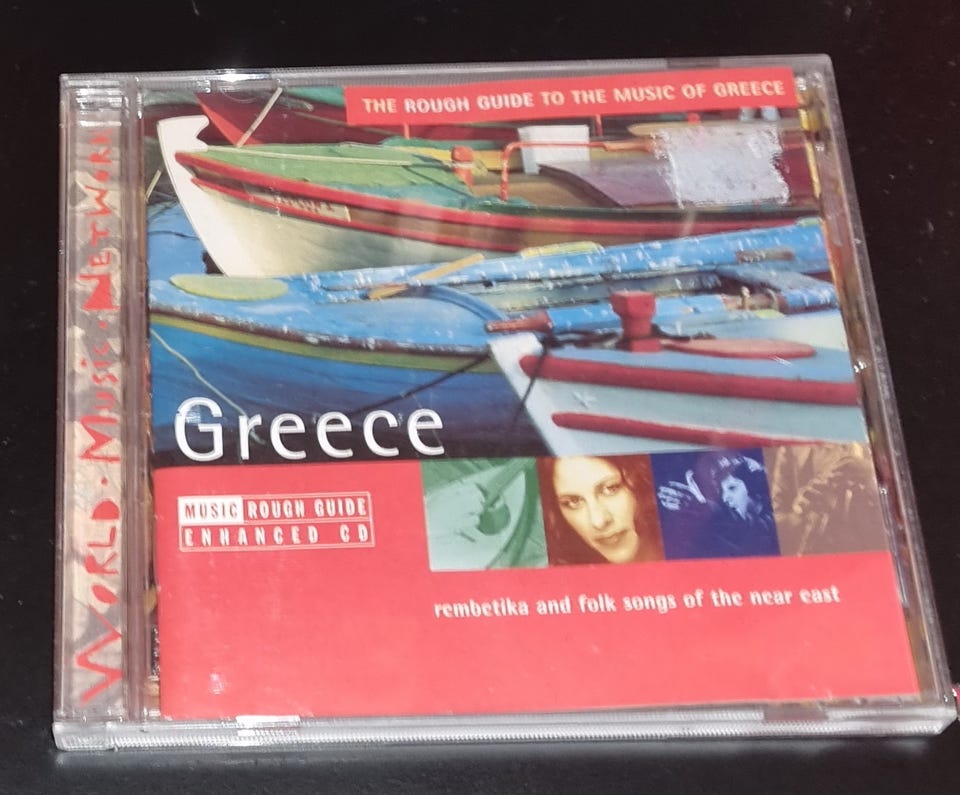 THE ROUGH GUIDE TO THE MUSIC OF GREECE
WORLD · MUSIC · NETWORK
Greece
MUSIC ROUGH GUIDE
ENHANCED CD
rembetika and folk songs of the near east